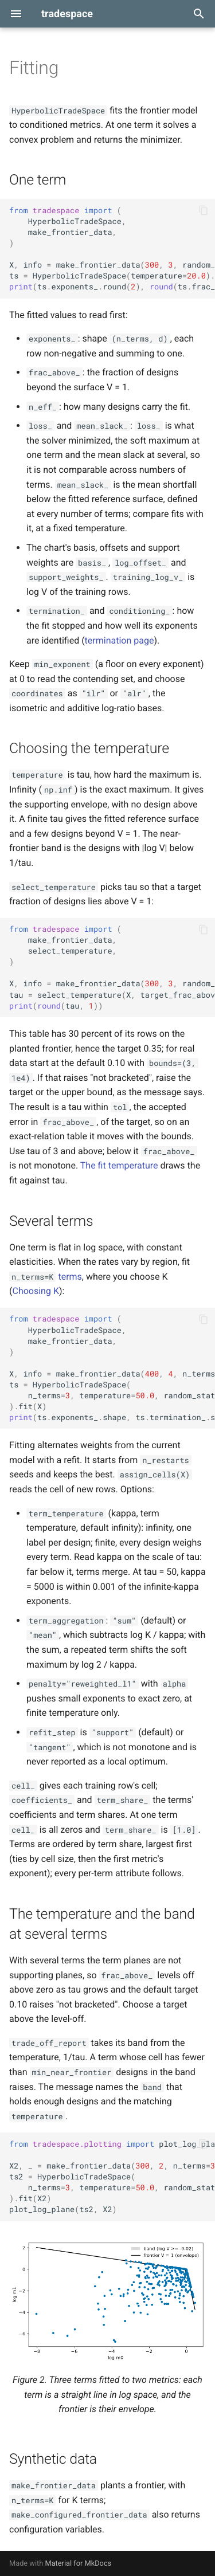 tradespace
Fitting
HyperbolicTradeSpace fits the frontier model
to conditioned metrics. At one term it solves a
convex problem and returns the minimizer.
One term
from tradespace import (
    HyperbolicTradeSpace,
    make_frontier_data,
)
X, info = make_frontier_data(300, 3, random_
ts = HyperbolicTradeSpace(temperature=20.0).
print(ts.exponents_.round(2), round(ts.frac_
The fitted values to read first:
exponents_: shape (n_terms, d), each
row non-negative and summing to one.
frac_above_: the fraction of designs
beyond the surface V = 1.
n_eff_: how many designs carry the fit.
loss_ and mean_slack_: loss_ is what
the solver minimized, the soft maximum at
one term and the mean slack at several, so
it is not comparable across numbers of
terms. mean_slack_ is the mean shortfall
below the fitted reference surface, defined
at every number of terms; compare fits with
it, at a fixed temperature.
The chart's basis, offsets and support
weights are basis_, log_offset_ and
support_weights_. training_log_v_ is
log V of the training rows.
termination_ and conditioning_: how
the fit stopped and how well its exponents
are identified (termination page).
Keep min_exponent (a floor on every exponent)
at 0 to read the contending set, and choose
coordinates as "ilr" or "alr", the
isometric and additive log-ratio bases.
Choosing the temperature
temperature is tau, how hard the maximum is.
Infinity (np.inf) is the exact maximum. It gives
the supporting envelope, with no design above
it. A finite tau gives the fitted reference surface
and a few designs beyond V = 1. The near-
frontier band is the designs with |log V| below
1/tau.
select_temperature picks tau so that a target
fraction of designs lies above V = 1.
from tradespace import (
    make_frontier_data,
    select_temperature,
)
X, info = make_frontier_data(300, 3, random_
tau = select_temperature(X, target_frac_abov
print(round(tau, 1))
This table has 30 percent of its rows on the
planted frontier, hence the target 0.35; for real
data start at the default 0.10 with bounds=(3,
1e4). If that raises "not bracketed", raise the
target or the upper bound, as the message says.
The result is a tau within tol, the accepted
error in frac_above_, of the target, so on an
exact-relation table it moves with the bounds.
Use tau of 3 and above; below it frac_above_
is not monotone. The fit temperature draws the
fit against tau.
Several terms
One term is flat in log space, with constant
elasticities. When the rates vary by region, fit
n_terms=K terms, where you choose K
(Choosing K):
from tradespace import (
    HyperbolicTradeSpace,
    make_frontier_data,
)
X, info = make_frontier_data(400, 4, n_terms
ts = HyperbolicTradeSpace(
    n_terms=3, temperature=50.0, random_stat
).fit(X)
print(ts.exponents_.shape, ts.termination_.s
Fitting alternates weights from the current
model with a refit. It starts from n_restarts
seeds and keeps the best. assign_cells(X)
reads the cell of new rows. Options:
term_temperature (kappa, term
temperature, default infinity): infinity, one
label per design; finite, every design weighs
every term. Read kappa on the scale of tau:
far below it, terms merge. At tau = 50, kappa
= 5000 is within 0.001 of the infinite-kappa
exponents.
term_aggregation: "sum" (default) or
"mean", which subtracts log K / kappa; with
the sum, a repeated term shifts the soft
maximum by log 2 / kappa.
penalty="reweighted_l1" with alpha
pushes small exponents to exact zero, at
finite temperature only.
refit_step is "support" (default) or
"tangent", which is not monotone and is
never reported as a local optimum.
cell_ gives each training row's cell;
coefficients_ and term_share_ the terms'
coefficients and training shares. At one term
cell_ is all zeros and term_share_ is [1.0].
Terms are ordered by term share, largest first
(ties by cell size, then the first metric's
exponent); every per-term attribute follows.
The temperature and the band
at several terms
With several terms the term planes are not
supporting planes, so frac_above_ levels off
above zero as tau grows and the default target
0.10 raises "not bracketed". Choose a target
above the level-off.
trade_off_report takes its band from the
temperature, 1/tau. A term whose cell has fewer
than min_near_frontier designs in the band
raises. The message names the band that
holds enough designs and the matching
temperature.
from tradespace.plotting import plot_log_pla
X2, _ = make_frontier_data(300, 2, n_terms=3
ts2 = HyperbolicTradeSpace(
    n_terms=3, temperature=50.0, random_stat
).fit(X2)
plot_log_plane(ts2, X2)
band (log V >= -0.02)
frontier V = 1 (envelope)
2
0
−2
−4
−6
log m1
−8
−6
−4
−2
0
log m0
Figure 2. Three terms fitted to two metrics: each
term is a straight line in log space, and the
frontier is their envelope.
Synthetic data
make_frontier_data plants a frontier, with
n_terms=K for K terms;
make_configured_frontier_data also returns
configuration variables.
Made with Material for MkDocs